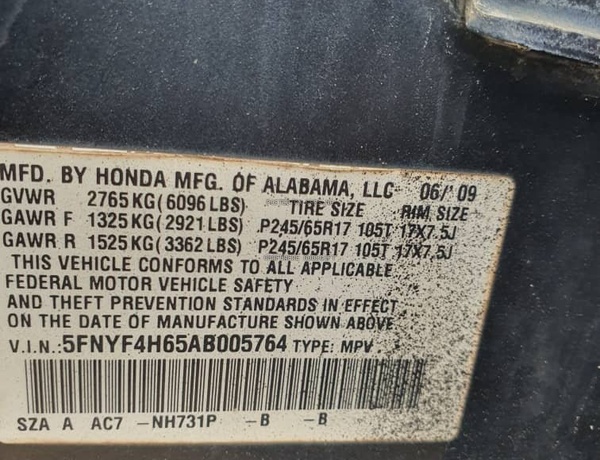 MFD. BY HONDA MFG. OF ALABAMA, LLC 06/'09
GVWR 2765KG(6096LBS) TIRE SIZE RIM SIZE
GAWR F 1325KG(2921LBS) P245/65R17 105T 17X7.5J
GAWR R 1525KG(3362LBS) P245/65R17 105T 17X7.5J
THIS VEHICLE CONFORMS TO ALL APPLICABLE
FEDERAL MOTOR VEHICLE SAFETY
AND THEFT PREVENTION STANDARDS IN EFFECT
ON THE DATE OF MANUFACTURE SHOWN ABOVE
V.I.N.:5FNYF4H65AB005764 TYPE: MPV
SZA A AC7 -NH731P -B -B